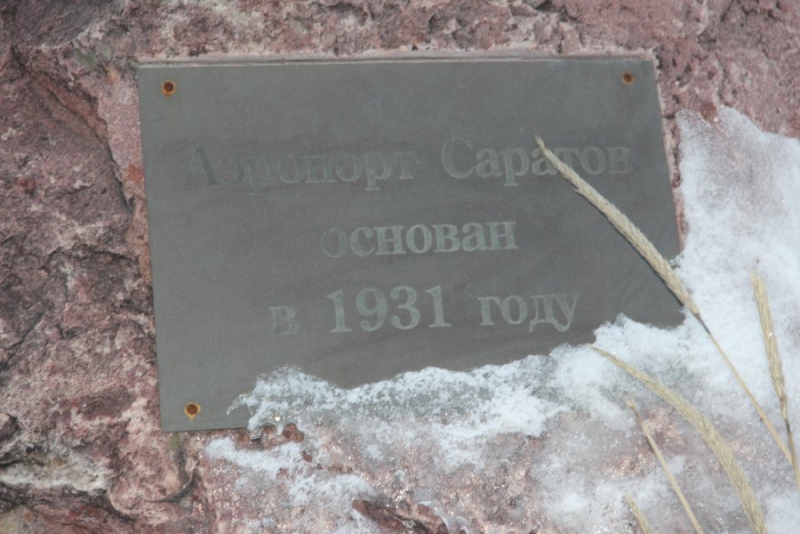 Аэропорт Саратов
основан
в 1931 году